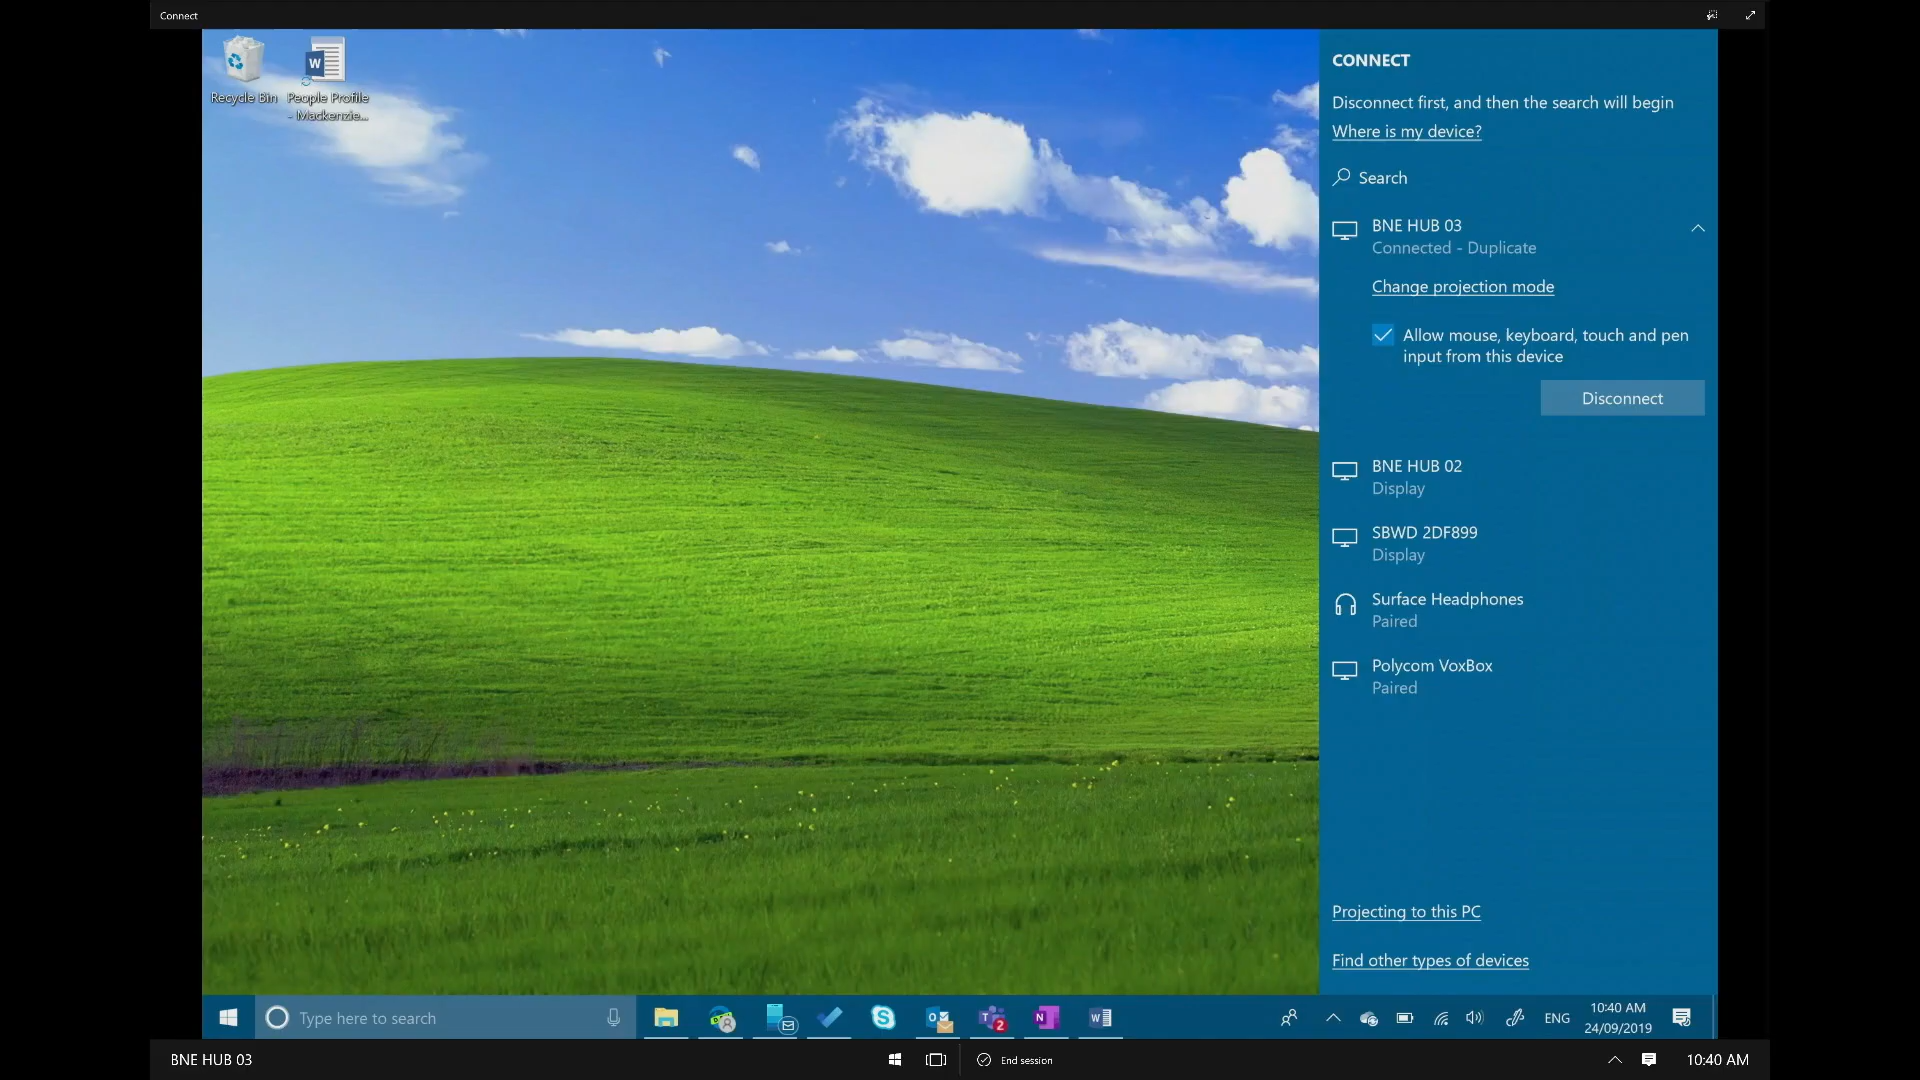 Connect
Recycle Bin
People Profile
- Mackenzie...
CONNECT
Disconnect first, and then the search will begin
Where is my device?
Search
BNE HUB 03
Connected - Duplicate
Change projection mode
Allow mouse, keyboard, touch and pen
input from this device
Disconnect
BNE HUB 02
Display
SBWD 2DF899
Display
Surface Headphones
Paired
Polycom VoxBox
Paired
Projecting to this PC
Find other types of devices
Type here to search
2
ENG
10:40 AM
24/09/2019
BNE HUB 03
End session
10:40 AM